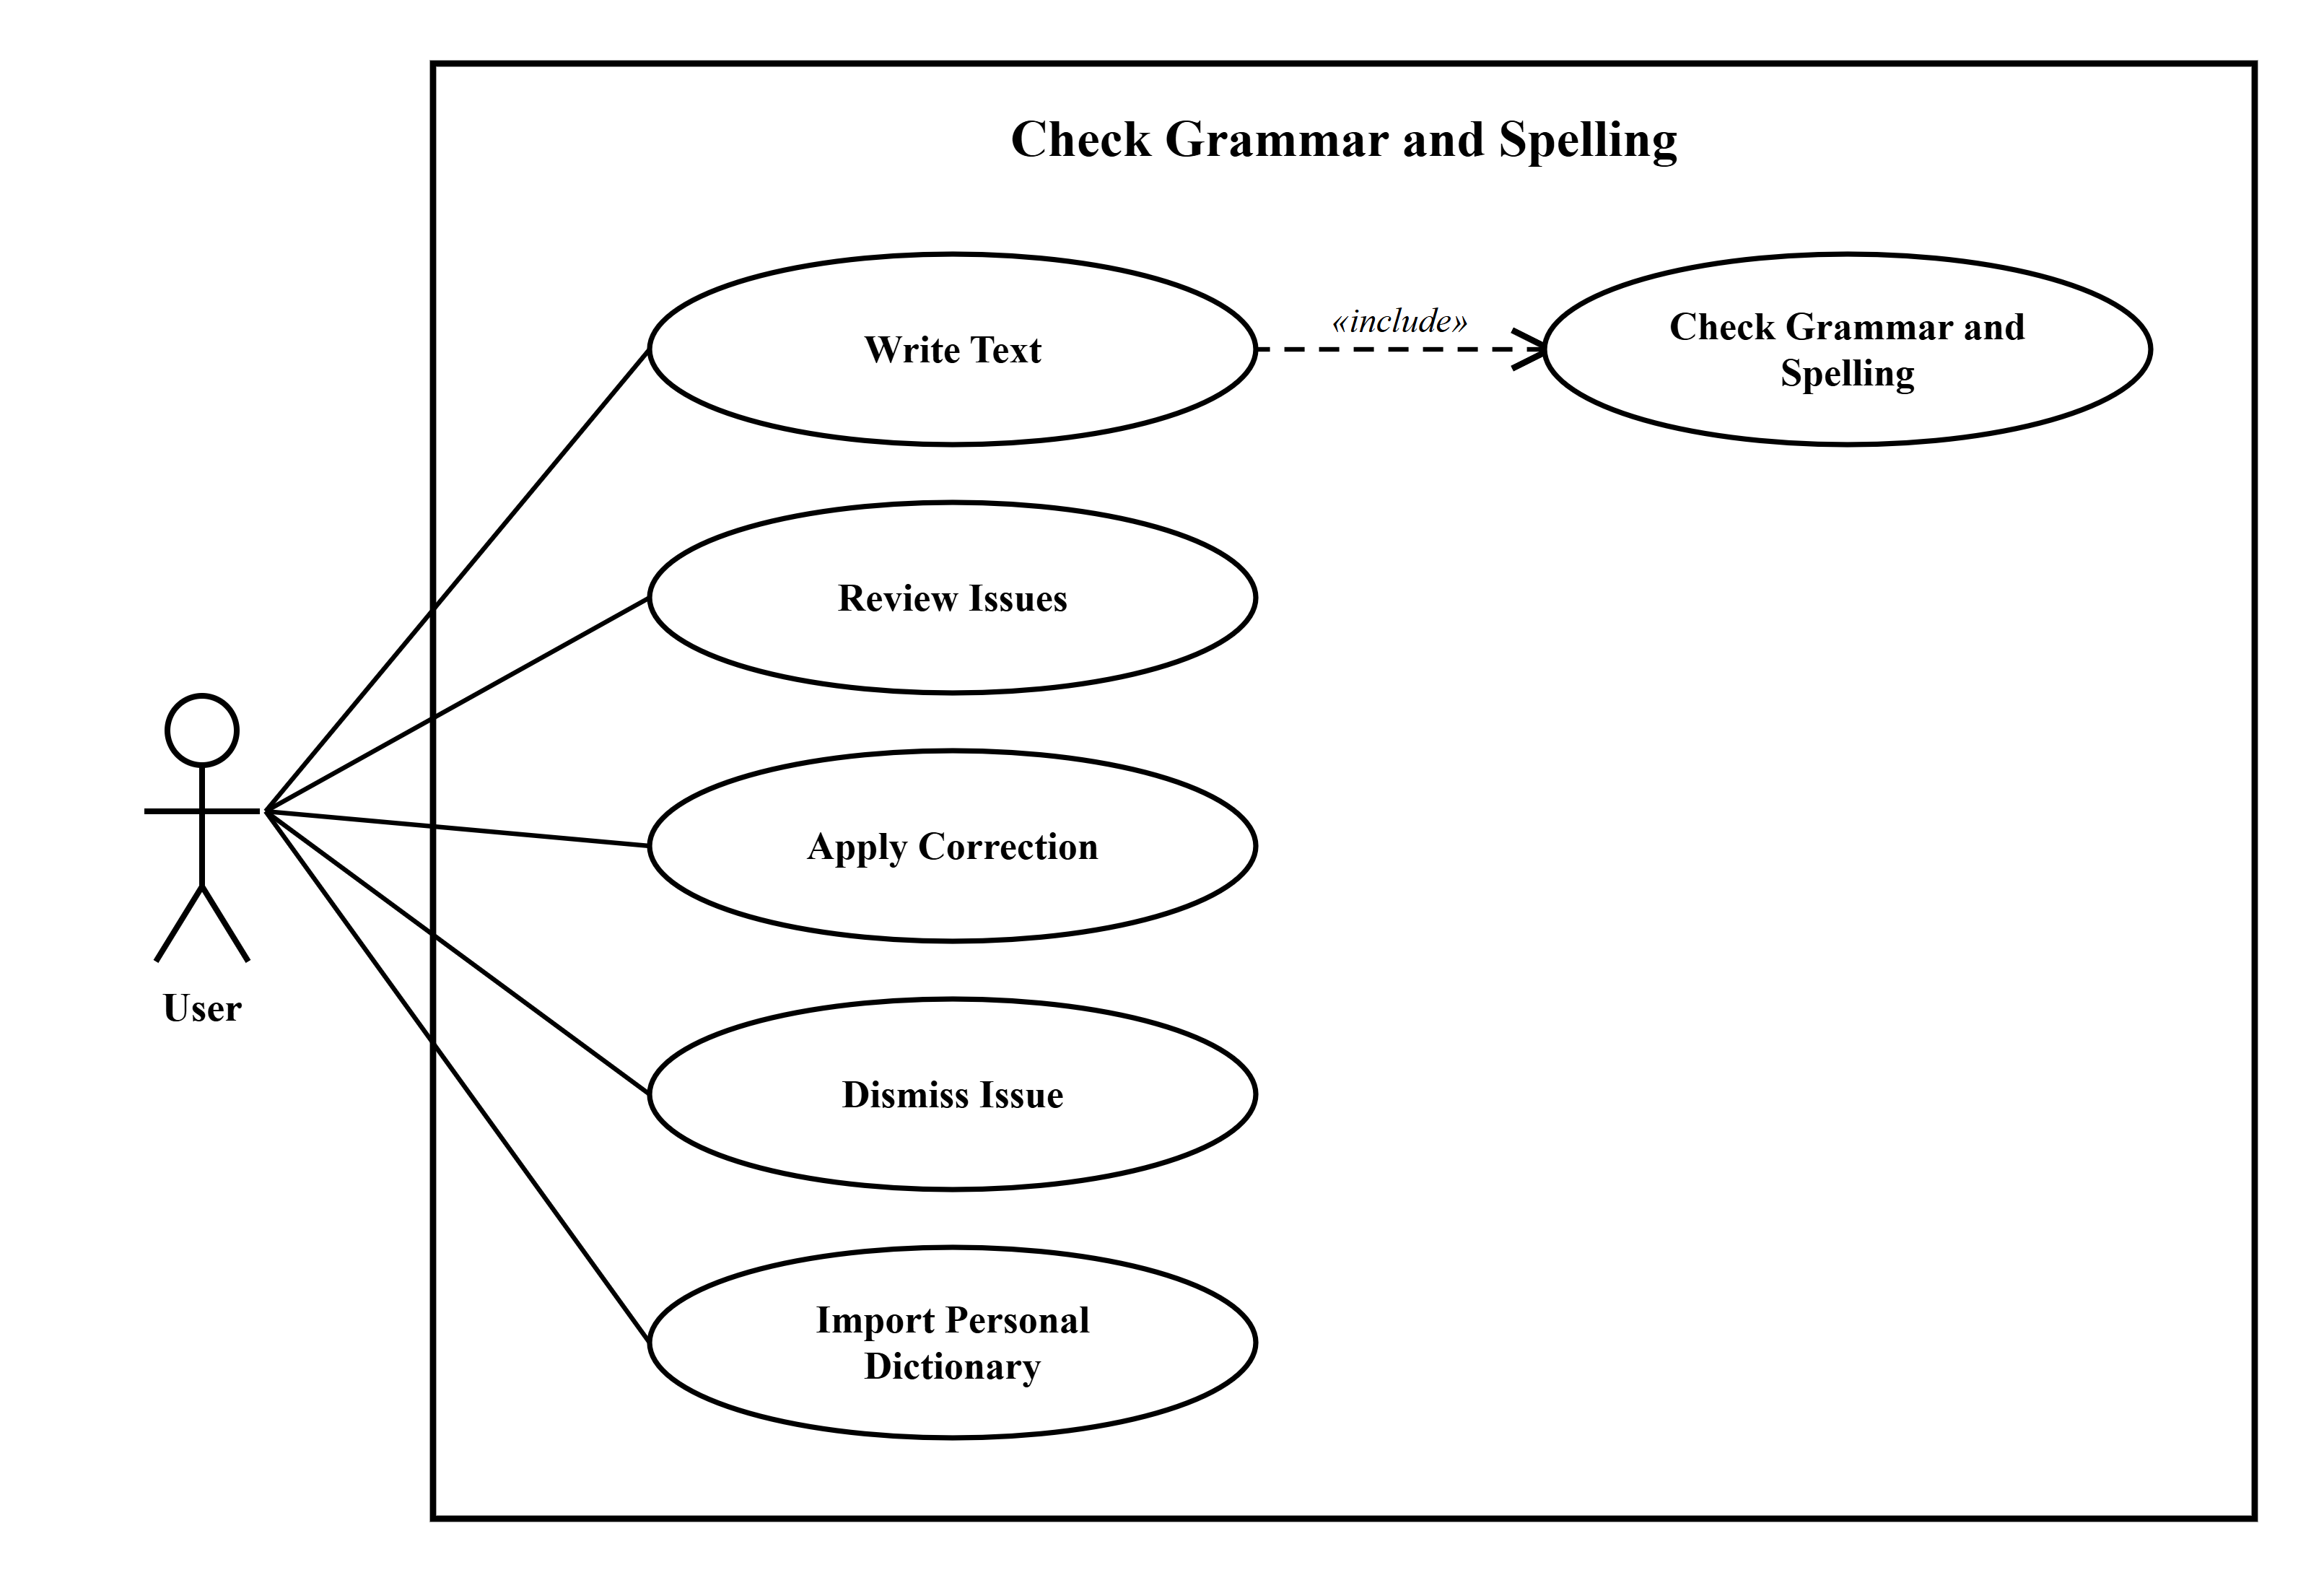 Check Grammar and Spelling
Write Text
«include»
Check Grammar and
Spelling
Review Issues
Apply Correction
User
Dismiss Issue
Import Personal
Dictionary